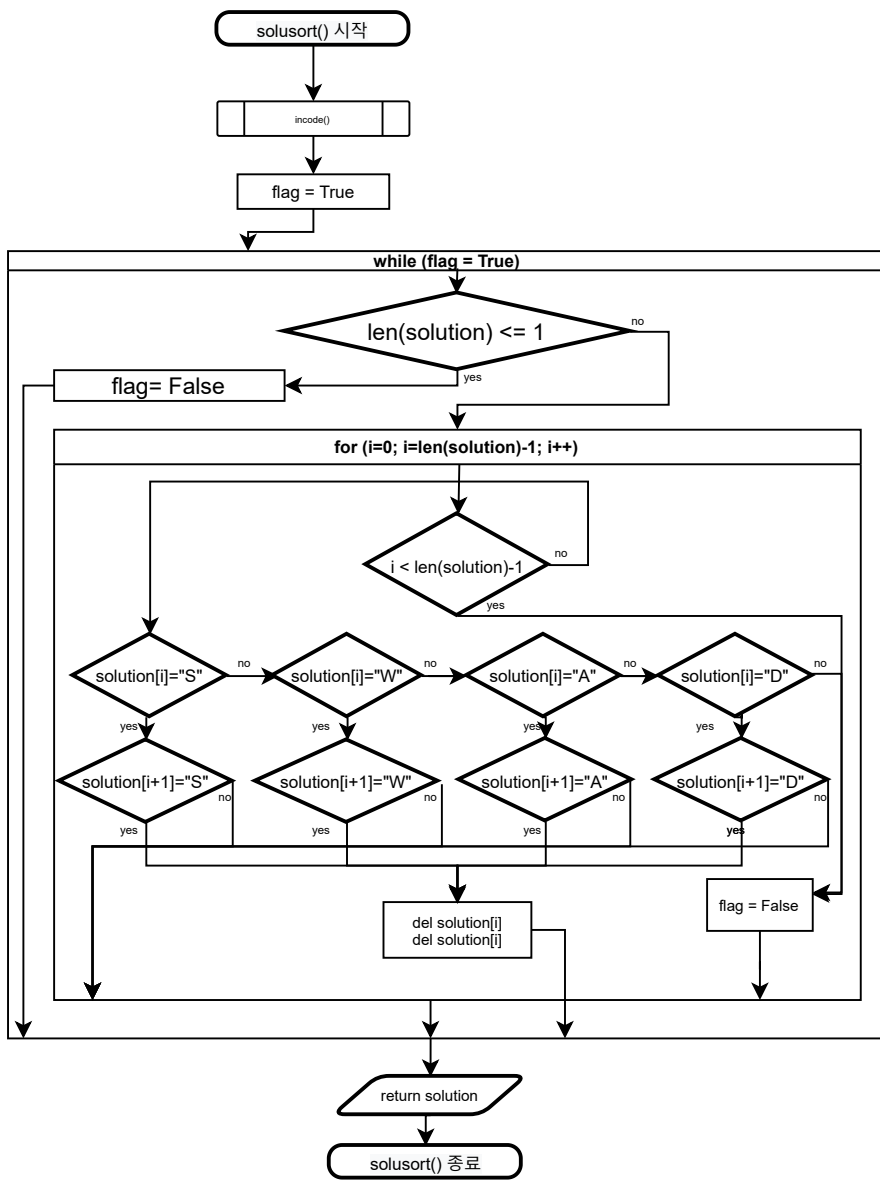 solusort() 시작
incode()
flag = True
while (flag = True)
len(solution) <= 1
no
yes
flag= False
for (i=0; i=len(solution)-1; i++)
i < len(solution)-1
no
yes
solution[i]="S"
no
solution[i]="W"
no
solution[i]="A"
no
solution[i]="D"
no
yes
yes
yes
yes
solution[i+1]="S"
no
solution[i+1]="W"
no
solution[i+1]="A"
no
solution[i+1]="D"
no
yes
yes
yes
yes
del solution[i]
del solution[i]
flag = False
return solution
solusort() 종료